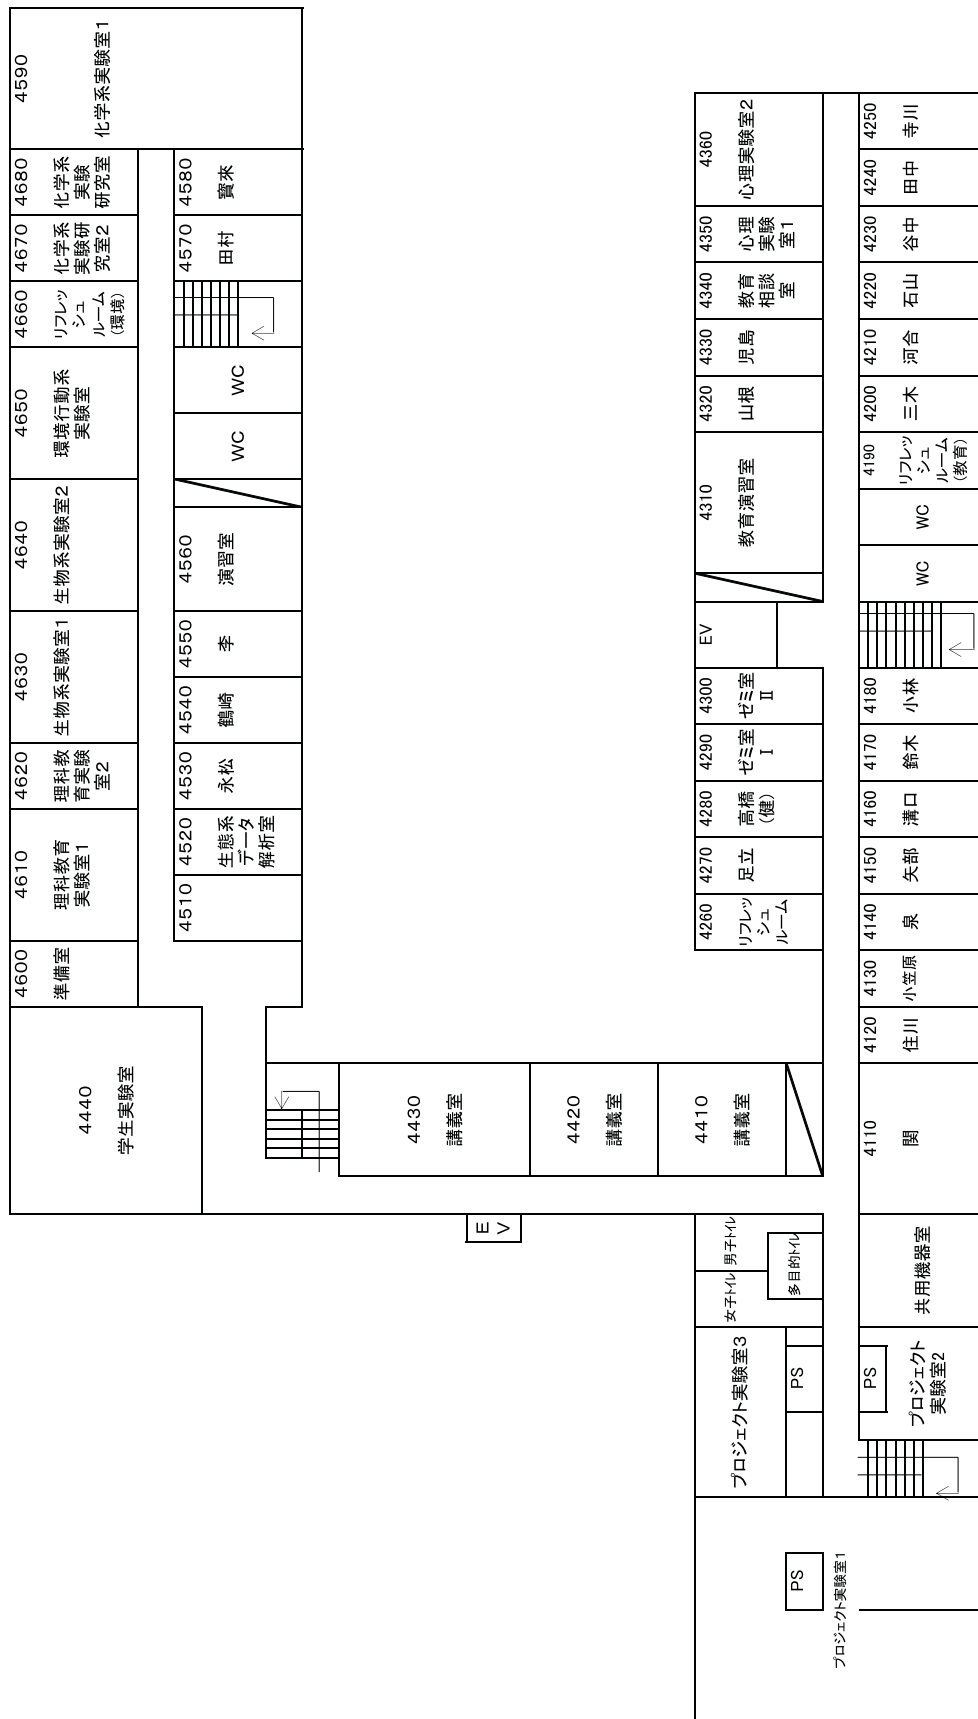 4590
化学系実験室1
4680
化学系
実験
研究室
4670
化学系
実験研
究室2
4660
リフレッ
シュ
ルーム
(環境)
4650
環境行動系
実験室
4640
生物系実験室2
4630
生物系実験室1
4620
理科教
育実験
室2
4610
理科教育
実験室1
4600
準備室
4580
寳來
4570
田村
WC
WC
4560
演習室
4550
李
4540
鶴崎
4530
永松
4520
生態系
データ
解析室
4510
4440
学生実験室
4430
講義室
4420
講義室
4410
講義室
E
V
4360
心理実験室2
4350
心理
実験
室1
4340
教育
相談
室
4330
児島
4320
山根
4310
教育演習室
EV
4300
ゼミ室
II
4290
ゼミ室
I
4280
高橋
(健)
4270
足立
4260
リフレッ
シュ
ルーム
4250
寺川
4240
田中
4230
谷中
4220
石山
4210
河合
4200
三木
4190
リフレッ
シュ
ルーム
(教育)
WC
WC
4180
小林
4170
鈴木
4160
溝口
4150
矢部
4140
泉
4130
小笠原
4120
住川
4110
関
男子トイレ
女子トイレ
多目的トイレ
共用機器室
プロジェクト実験室3
PS
PS
プロジェクト
実験室2
PS
プロジェクト実験室1